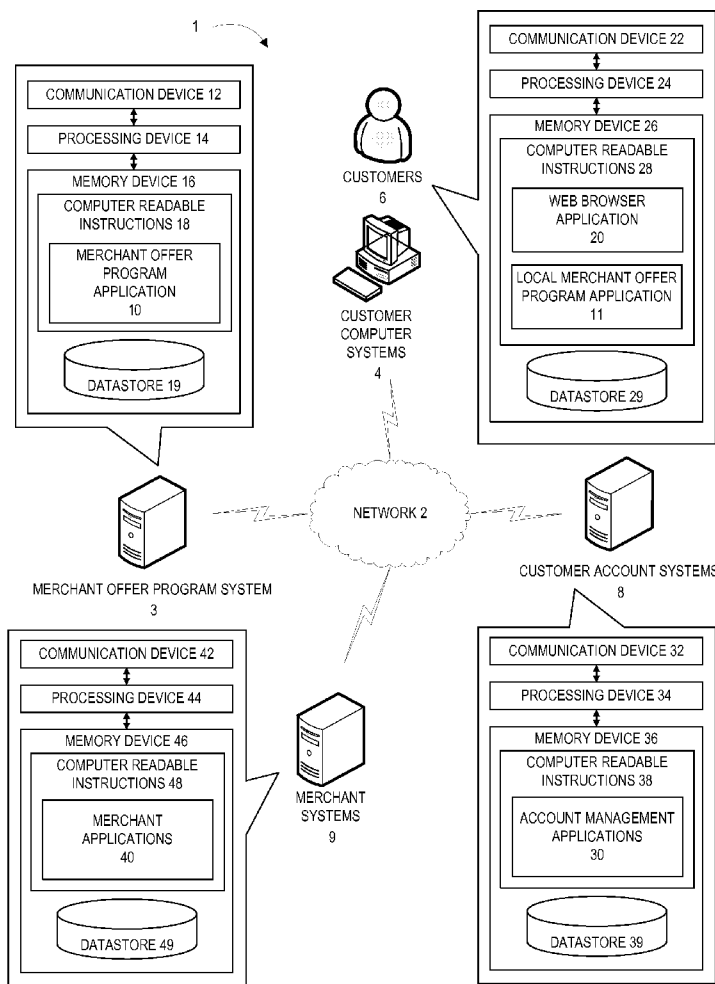 1
COMMUNICATION DEVICE 12
PROCESSING DEVICE 14
MEMORY DEVICE 16
COMPUTER READABLE
INSTRUCTIONS 18
MERCHANT OFFER
PROGRAM
APPLICATION
10
DATASTORE 19
MERCHANT OFFER PROGRAM SYSTEM
3
CUSTOMERS
6
CUSTOMER
COMPUTER
SYSTEMS
4
COMMUNICATION DEVICE 22
PROCESSING DEVICE 24
MEMORY DEVICE 26
COMPUTER READABLE
INSTRUCTIONS 28
WEB BROWSER
APPLICATION
20
LOCAL MERCHANT OFFER
PROGRAM APPLICATION
11
DATASTORE 29
NETWORK 2
CUSTOMER ACCOUNT SYSTEMS
8
COMMUNICATION DEVICE 42
PROCESSING DEVICE 44
MEMORY DEVICE 46
COMPUTER READABLE
INSTRUCTIONS 48
MERCHANT
APPLICATIONS
40
DATASTORE 49
MERCHANT
SYSTEMS
9
COMMUNICATION DEVICE 32
PROCESSING DEVICE 34
MEMORY DEVICE 36
COMPUTER READABLE
INSTRUCTIONS 38
ACCOUNT MANAGEMENT
APPLICATIONS
30
DATASTORE 39